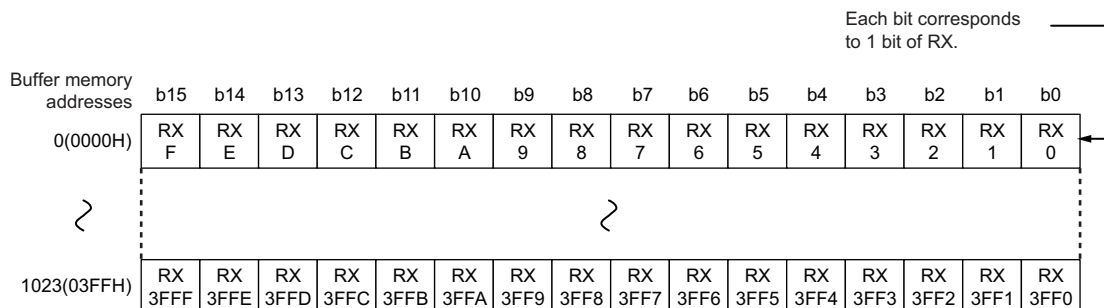 Each bit corresponds
to 1 bit of RX.
Buffer memory
addresses b15 b14 b13 b12 b11 b10 b9 b8 b7 b6 b5 b4 b3 b2 b1 b0
0(0000H) RX RX RX RX RX RX RX RX RX RX RX RX RX RX RX RX
F E D C B A 9 8 7 6 5 4 3 2 1 0
1023(03FFH) RX RX RX RX RX RX RX RX RX RX RX RX RX RX RX RX
3FFF 3FFE 3FFD 3FFC 3FFB 3FFA 3FF9 3FF8 3FF7 3FF6 3FF5 3FF4 3FF3 3FF2 3FF1 3FF0